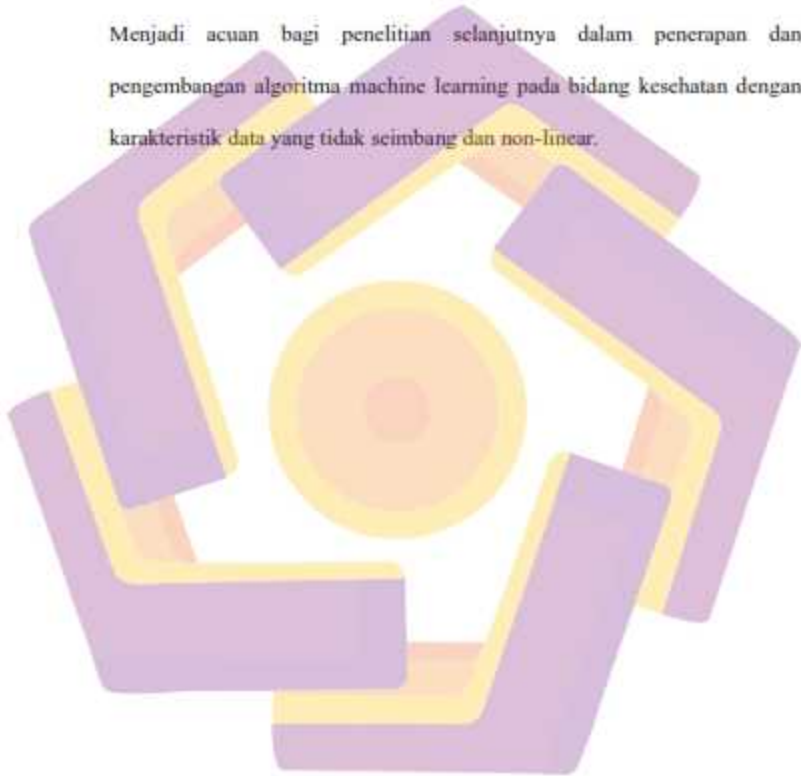 Menjadi acuan bagi penelitian selanjutnya dalam penerapan dan
pengembangan algoritma machine learning pada bidang kesehatan dengan
karakteristik data yang tidak seimbang dan non-linear.